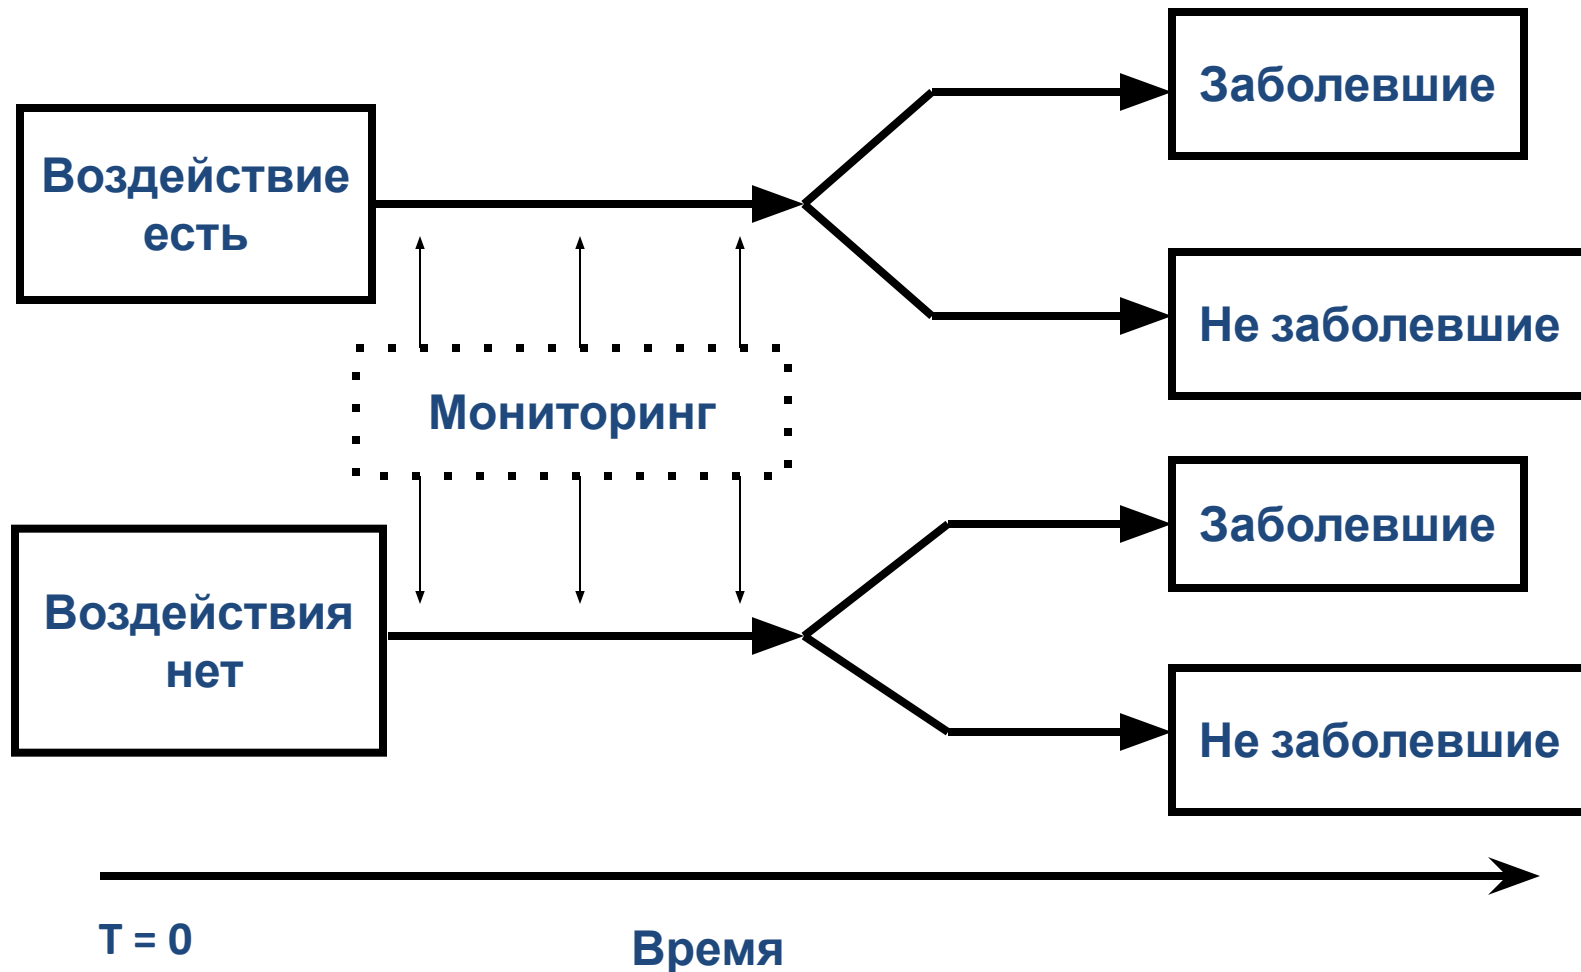 Заболевшие
Воздействие
есть
Не заболевшие
Мониторинг
Заболевшие
Воздействия
нет
Не заболевшие
T = 0
Время